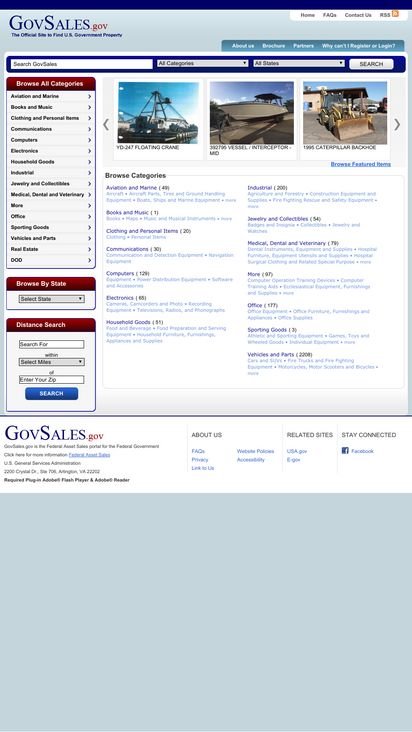 Home FAQs Contact Us RSS
GOVSALES.gov
The Official Site to Find U.S. Government Property
About us Brochure Partners Why can't I Register or Login?
Search GovSales All Categories All States SEARCH
Browse All Categories
Aviation and Marine
Books and Music
Clothing and Personal Items
Communications
Computers
Electronics
Household Goods
Industrial
Jewelry and Collectibles
Medical, Dental and Veterinary
More
Office
Sporting Goods
Vehicles and Parts
Real Estate
DOD
Browse By State
Select State
Distance Search
Search For
within
Select Miles
of
Enter Your Zip
SEARCH
YD-247 FLOATING CRANE
392795 VESSEL / INTERCEPTOR - MID
1995 CATERPILLAR BACKHOE
Browse Featured Items
Browse Categories
Aviation and Marine ( 49)
Aircraft • Aircraft Parts, Tires and Ground Handling
Equipment • Boats, Ships and Marine Equipment • more
Books and Music ( 1)
Books • Maps • Music and Musical Instruments • more
Clothing and Personal Items ( 20)
Clothing • Personal Items
Communications ( 30)
Communication and Detection Equipment • Navigation
Equipment
Computers ( 129)
Equipment • Power Distribution Equipment • Software
and Accessories
Electronics ( 65)
Cameras, Camcorders and Photo • Recording
Equipment • Televisions, Radios, and Phonographs
Household Goods ( 51)
Food and Beverage • Food Preparation and Serving
Equipment • Household Furniture, Furnishings,
Appliances and Supplies
Industrial ( 200)
Agriculture and Forestry • Construction Equipment and
Supplies • Fire Fighting Rescue and Safety Equipment •
more
Jewelry and Collectibles ( 54)
Badges and Insignia • Collectibles • Jewelry and
Watches
Medical, Dental and Veterinary ( 79)
Dental Instruments, Equipment and Supplies • Hospital
Furniture, Equipment Utensils and Supplies • Hospital
Surgical Clothing and Related Special Purpose • more
More ( 97)
Computer Operation Training Devices • Computer
Training Aids • Ecclesiastical Equipment, Furnishings
and Supplies • more
Office ( 177)
Office Equipment • Office Furniture, Furnishings and
Appliances • Office Supplies
Sporting Goods ( 3)
Athletic and Sporting Equipment • Games, Toys and
Wheeled Goods • Individual Equipment • more
Vehicles and Parts ( 2208)
Cars and SUVs • Fire Trucks and Fire Fighting
Equipment • Motorcycles, Motor Scooters and Bicycles •
more
GOVSALES.gov
GovSales.gov is the Federal Asset Sales portal for the Federal Government
Click here for more information Federal Asset Sales
U.S. General Services Administration
2200 Crystal Dr., Ste 706, Arlington, VA 22202
Required Plug-in Adobe® Flash Player & Adobe® Reader
ABOUT US
FAQs Website Policies
Privacy Accessibility
Link to Us
RELATED SITES
USA.gov
E-gov
STAY CONNECTED
Facebook